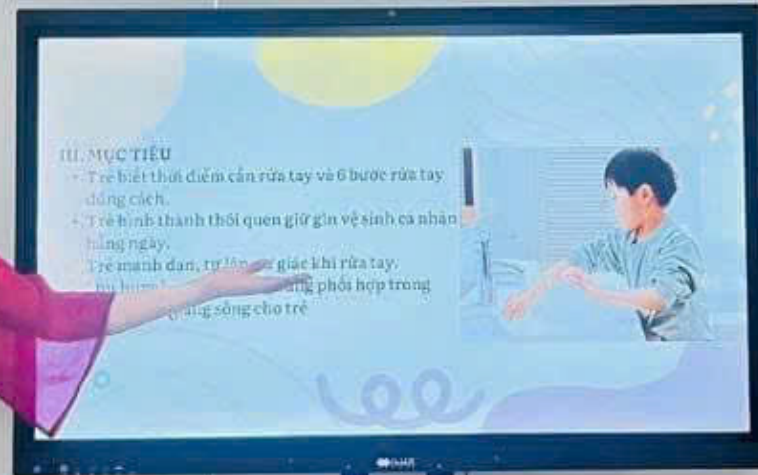 III. MỤC TIÊU
+ Trẻ biết thời điểm cần rửa tay và 6 bước rửa tay
đúng cách.
+ Trẻ hình thành thói quen giữ gìn vệ sinh cá nhân
hằng ngày.
Trẻ mạnh dạn, tự giác khi rửa tay.
phối hợp trong
sống cho trẻ